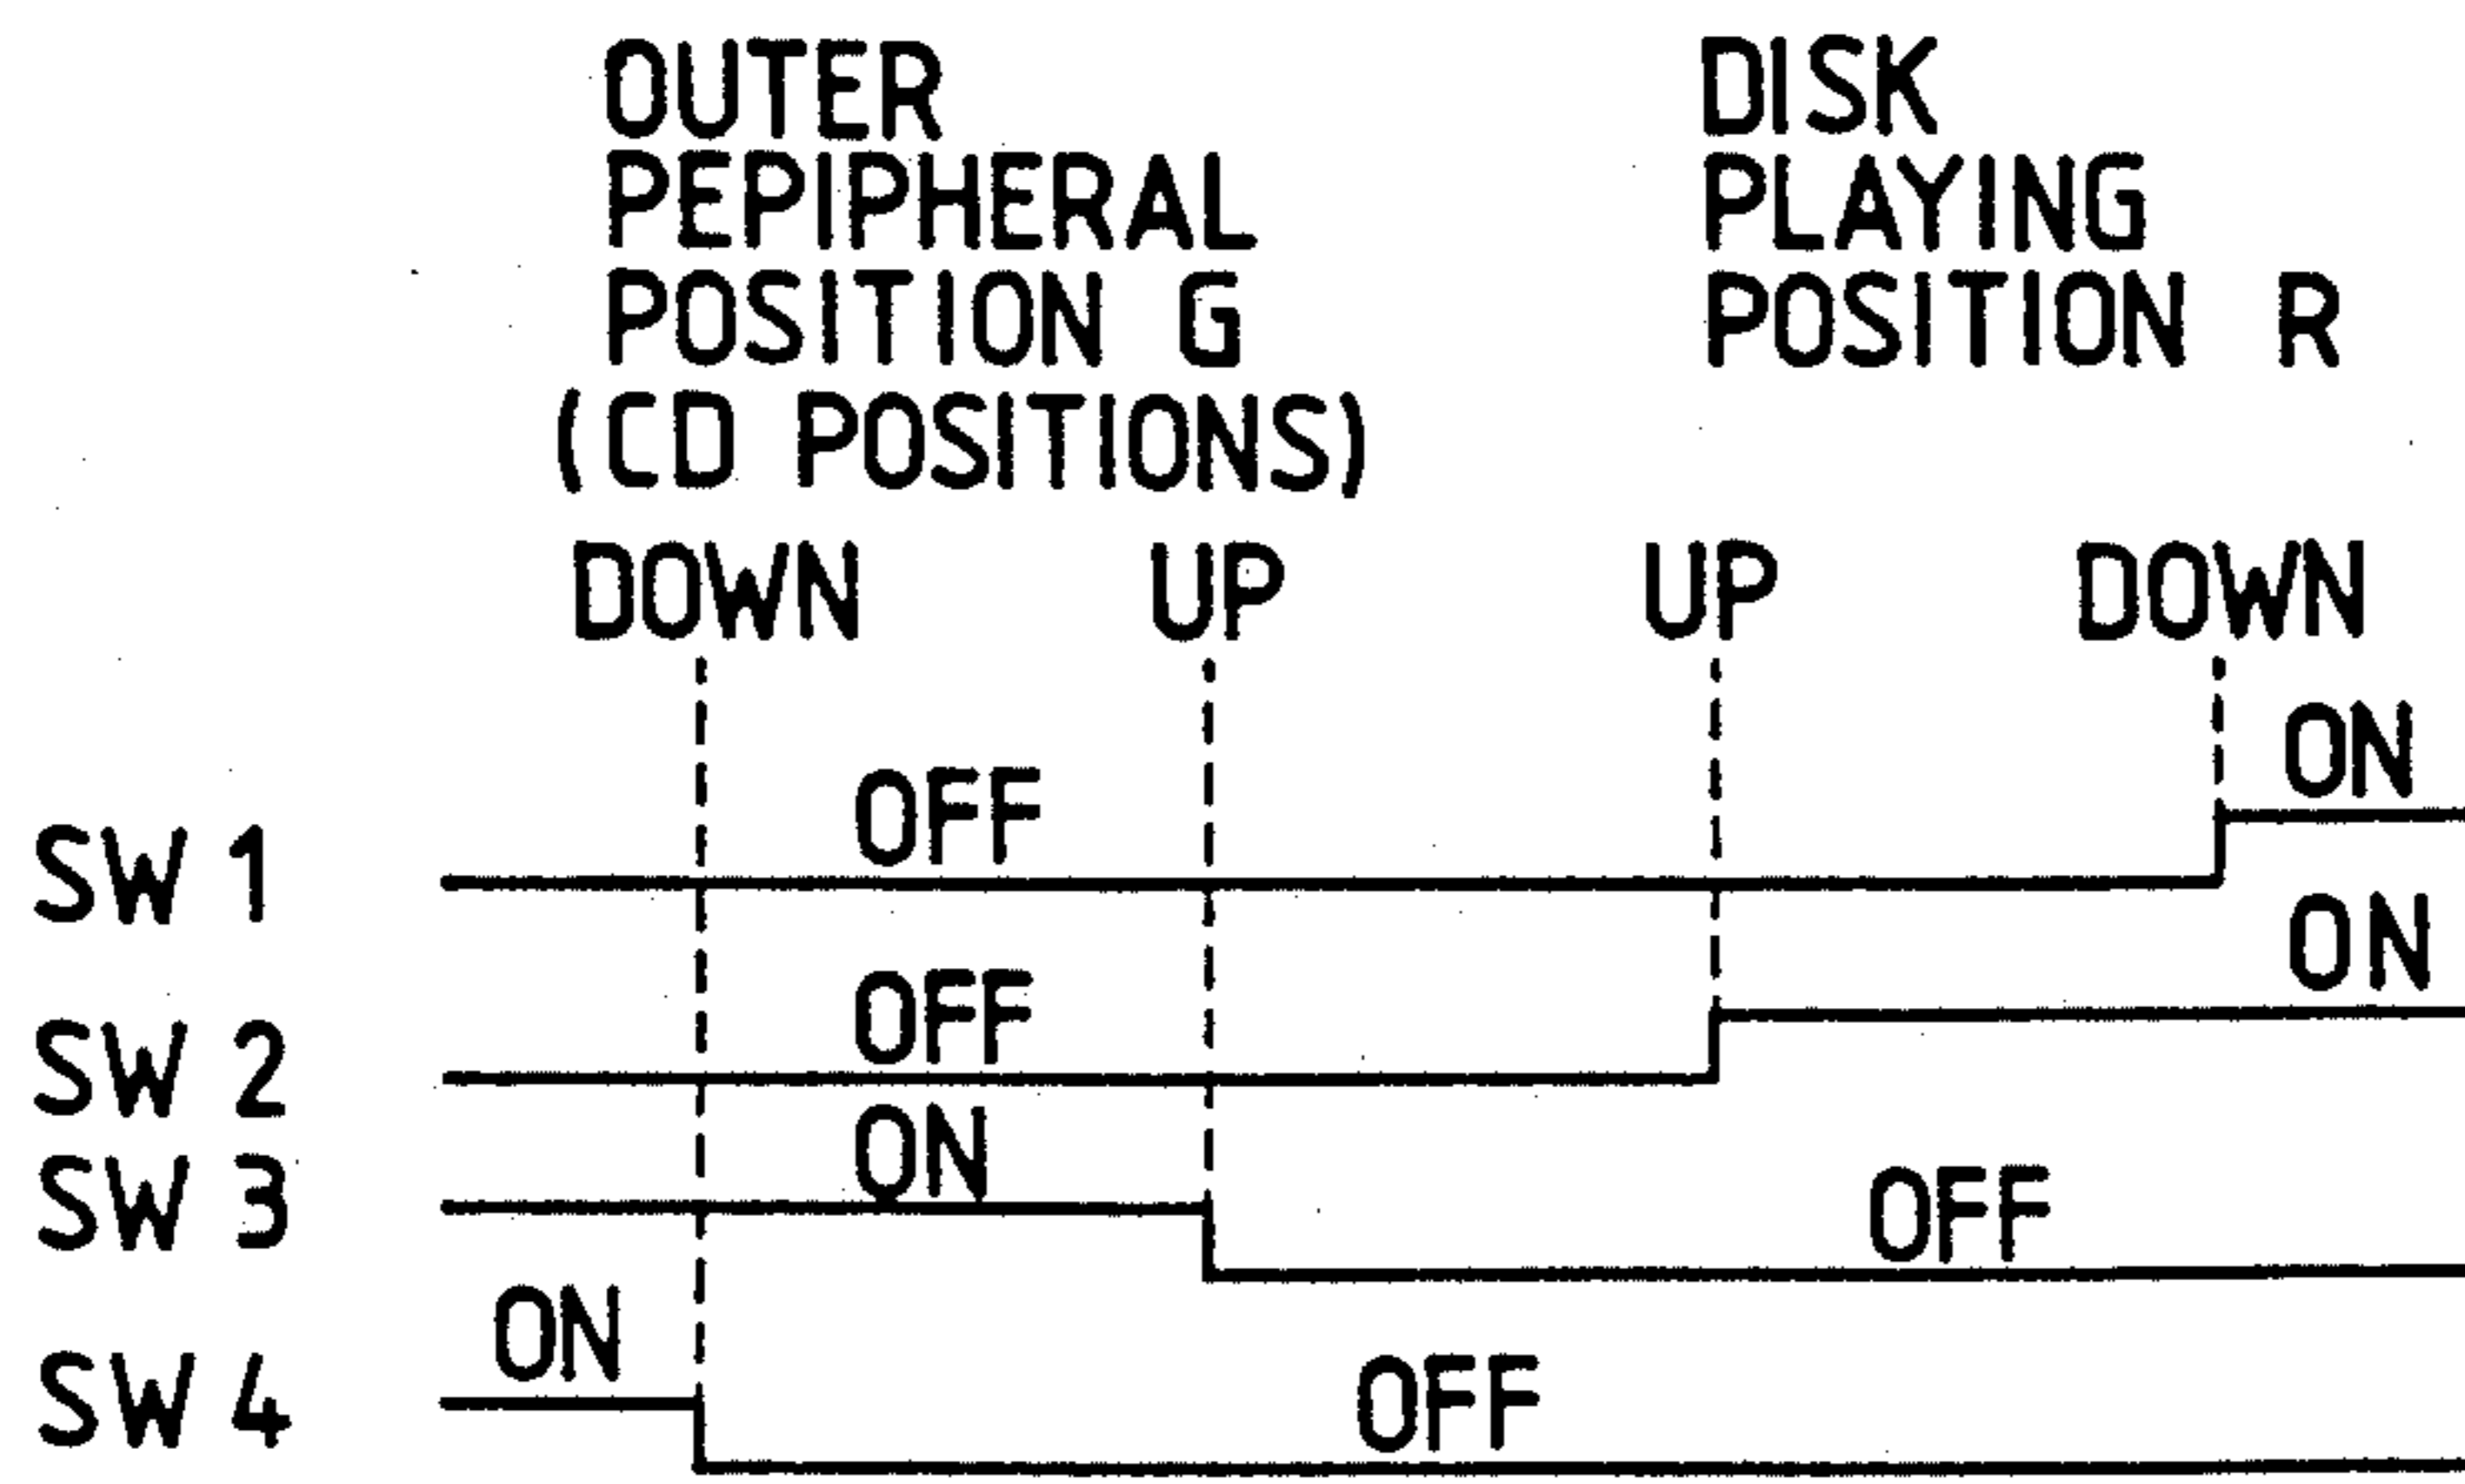 OUTER
PEPIPHERAL
POSITION G
(CD POSITIONS)
DISK
PLAYING
POSITION R
DOWN UP UP DOWN
ON
OFF
SW 1
ON
OFF
SW 2
ON
SW 3
OFF
ON
SW 4
OFF